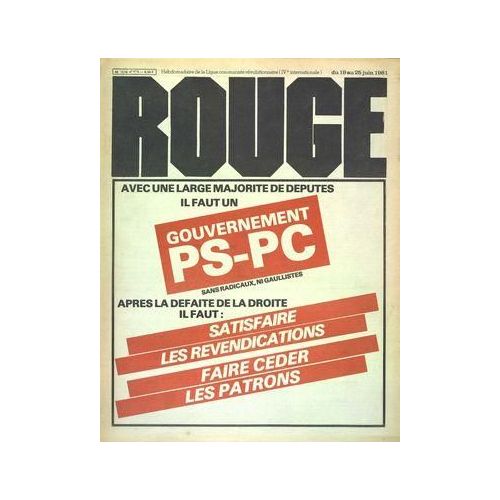 Hebdomadaire de la Ligue communiste révolutionnaire (IVe internationale) du 19 au 25 juin 1981
ROUGE
AVEC UNE LARGE MAJORITE DE DEPUTES
IL FAUT UN
GOUVERNEMENT
PS-PC
SANS RADICAUX, NI GAULLISTES
APRES LA DEFAITE DE LA DROITE
IL FAUT :
SATISFAIRE
LES REVENDICATIONS
FAIRE CEDER
LES PATRONS